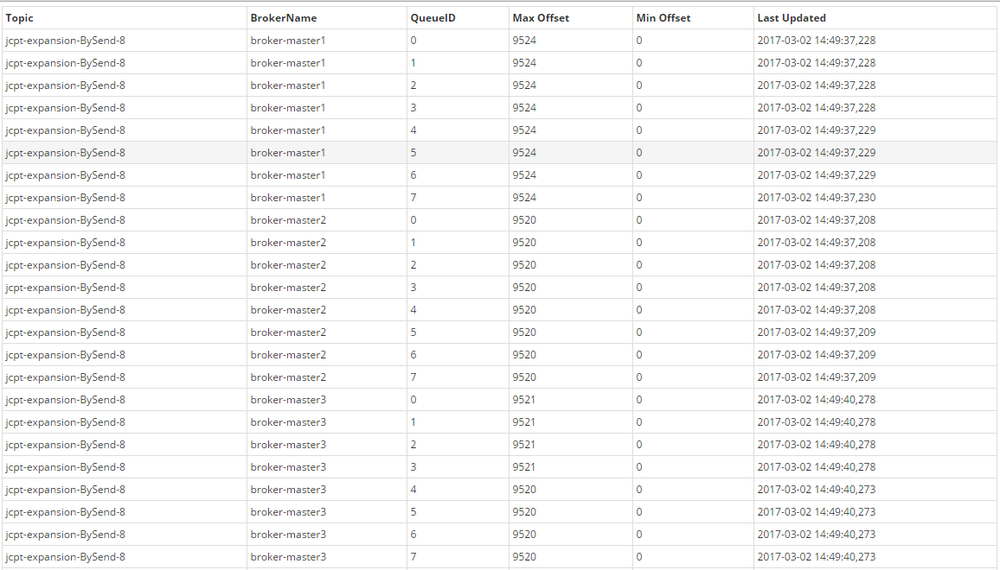 Topic BrokerName QueueID Max Offset Min Offset Last Updated
jcpt-expansion-BySend-8 broker-master1 0 9524 0 2017-03-02 14:49:37,228
jcpt-expansion-BySend-8 broker-master1 1 9524 0 2017-03-02 14:49:37,228
jcpt-expansion-BySend-8 broker-master1 2 9524 0 2017-03-02 14:49:37,228
jcpt-expansion-BySend-8 broker-master1 3 9524 0 2017-03-02 14:49:37,228
jcpt-expansion-BySend-8 broker-master1 4 9524 0 2017-03-02 14:49:37,229
jcpt-expansion-BySend-8 broker-master1 5 9524 0 2017-03-02 14:49:37,229
jcpt-expansion-BySend-8 broker-master1 6 9524 0 2017-03-02 14:49:37,229
jcpt-expansion-BySend-8 broker-master1 7 9524 0 2017-03-02 14:49:37,230
jcpt-expansion-BySend-8 broker-master2 0 9520 0 2017-03-02 14:49:37,208
jcpt-expansion-BySend-8 broker-master2 1 9520 0 2017-03-02 14:49:37,208
jcpt-expansion-BySend-8 broker-master2 2 9520 0 2017-03-02 14:49:37,208
jcpt-expansion-BySend-8 broker-master2 3 9520 0 2017-03-02 14:49:37,208
jcpt-expansion-BySend-8 broker-master2 4 9520 0 2017-03-02 14:49:37,208
jcpt-expansion-BySend-8 broker-master2 5 9520 0 2017-03-02 14:49:37,209
jcpt-expansion-BySend-8 broker-master2 6 9520 0 2017-03-02 14:49:37,209
jcpt-expansion-BySend-8 broker-master2 7 9520 0 2017-03-02 14:49:37,209
jcpt-expansion-BySend-8 broker-master3 0 9521 0 2017-03-02 14:49:40,278
jcpt-expansion-BySend-8 broker-master3 1 9521 0 2017-03-02 14:49:40,278
jcpt-expansion-BySend-8 broker-master3 2 9521 0 2017-03-02 14:49:40,278
jcpt-expansion-BySend-8 broker-master3 3 9521 0 2017-03-02 14:49:40,278
jcpt-expansion-BySend-8 broker-master3 4 9520 0 2017-03-02 14:49:40,273
jcpt-expansion-BySend-8 broker-master3 5 9520 0 2017-03-02 14:49:40,273
jcpt-expansion-BySend-8 broker-master3 6 9520 0 2017-03-02 14:49:40,273
jcpt-expansion-BySend-8 broker-master3 7 9520 0 2017-03-02 14:49:40,273